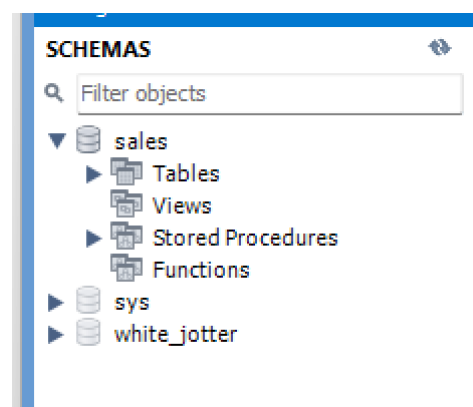 SCHEMAS
Filter objects
sales
Tables
Views
Stored Procedures
Functions
sys
white_jotter